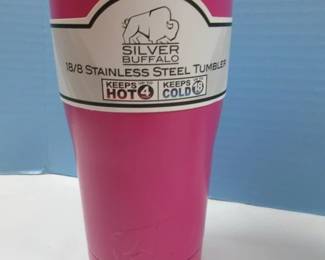 SILVER
BUFFALO
18/8 STAINLESS STEEL TUMBLER
KEEPS KEEPS
HOT 4 COLD